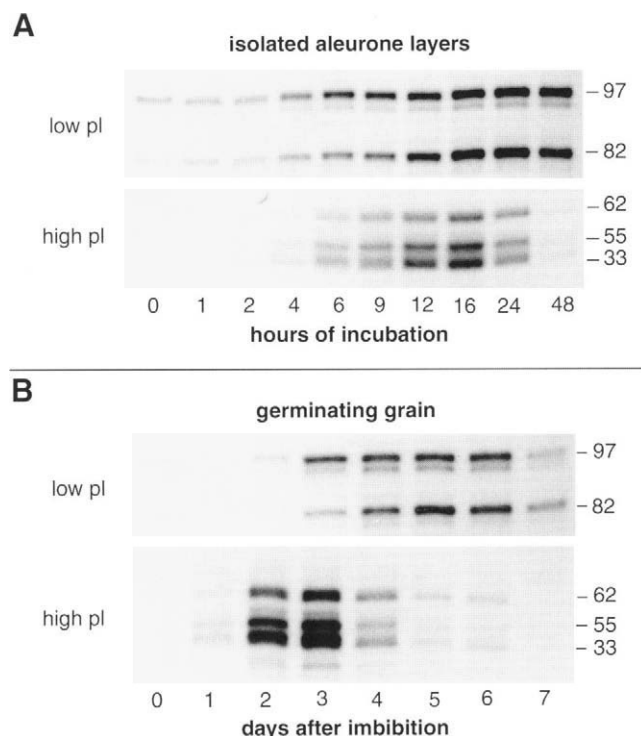 A
isolated aleurone layers
low pI
– 97
– 82
high pI
– 62
– 55
– 33
0 1 2 4 6 9 12 16 24 48
hours of incubation
B
germinating grain
low pI
– 97
– 82
high pI
– 62
– 55
– 33
0 1 2 3 4 5 6 7
days after imbibition